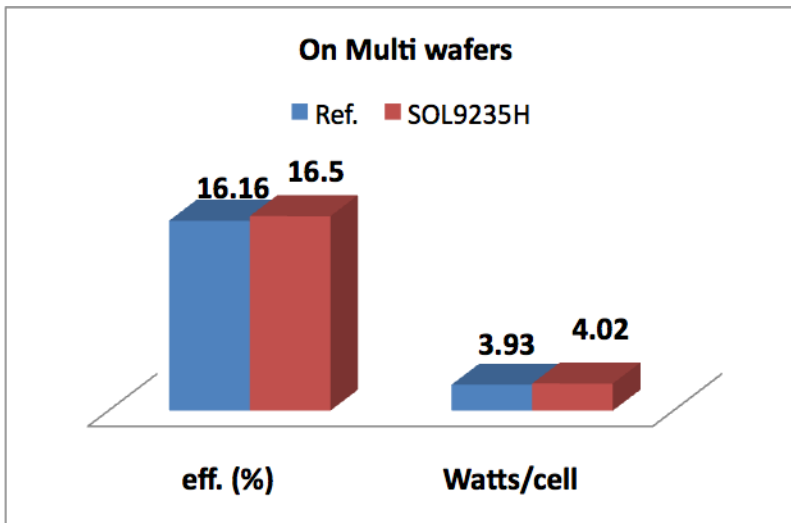 On Multi wafers
Ref. SOL9235H
16.16 16.5
3.93 4.02
eff. (%) Watts/cell